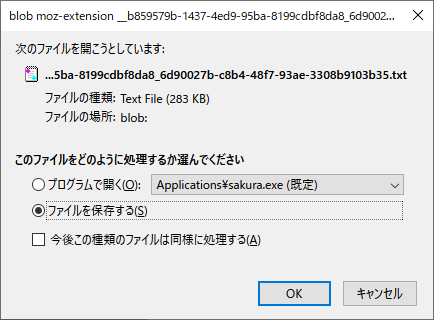 blob moz-extension __b859579b-1437-4ed9-95ba-8199cdbf8da8_6d9002...
次のファイルを開こうとしています:
...5ba-8199cdbf8da8_6d90027b-c8b4-48f7-93ae-3308b9103b35.txt
ファイルの種類: Text File (283 KB)
ファイルの場所: blob:
このファイルをどのように処理するか選んでください
プログラムで開く(O): Applications¥sakura.exe (既定)
ファイルを保存する(S)
今後この種類のファイルは同様に処理する(A)
OK キャンセル